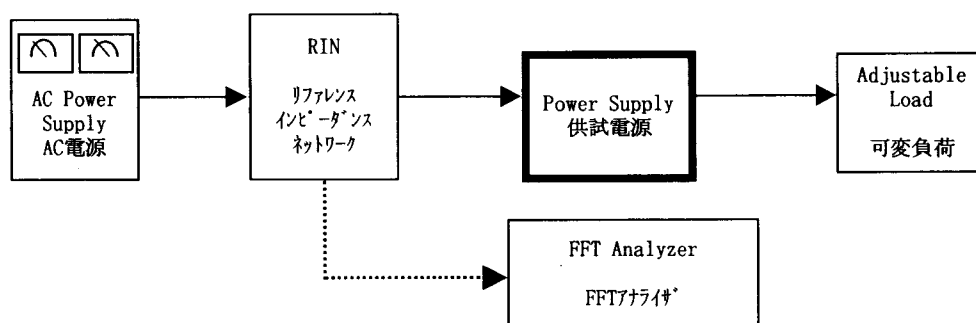 AC Power
Supply
AC電源
RIN
リファレンス
インピーダンス
ネットワーク
Power Supply
供試電源
Adjustable
Load
可変負荷
FFT Analyzer
FFTアナライザ